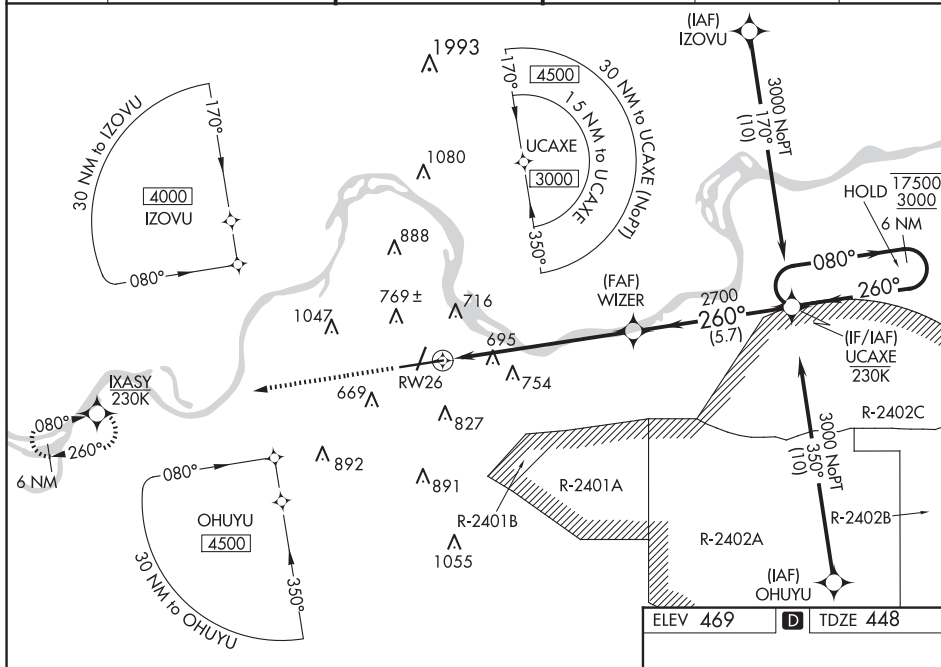 (IAF)
IZOVU
1993
170°
4500
30 NM to UCAXE (NoPT)
15 NM to UCAXE
UCAXE
3000
350°
3000 NoPT
170°
(10)
30 NM to IZOVU
170°
4000
IZOVU
080°
1080
HOLD
17500
3000
6 NM
080°
260°
888
(FAF)
WIZER
2700
260°
(5.7)
769 ±
716
1047
(IF/IAF)
UCAXE
230K
695
RW26
754
IXASY
230K
669
827
080°
260°
6 NM
R-2402C
3000 NoPT
350°
(10)
080°
892
891
R-2401A
R-2401B
R-2402B
R-2402A
OHUYU
4500
350°
30 NM to OHUYU
1055
(IAF)
OHUYU
ELEV 469
D
TDZE 448